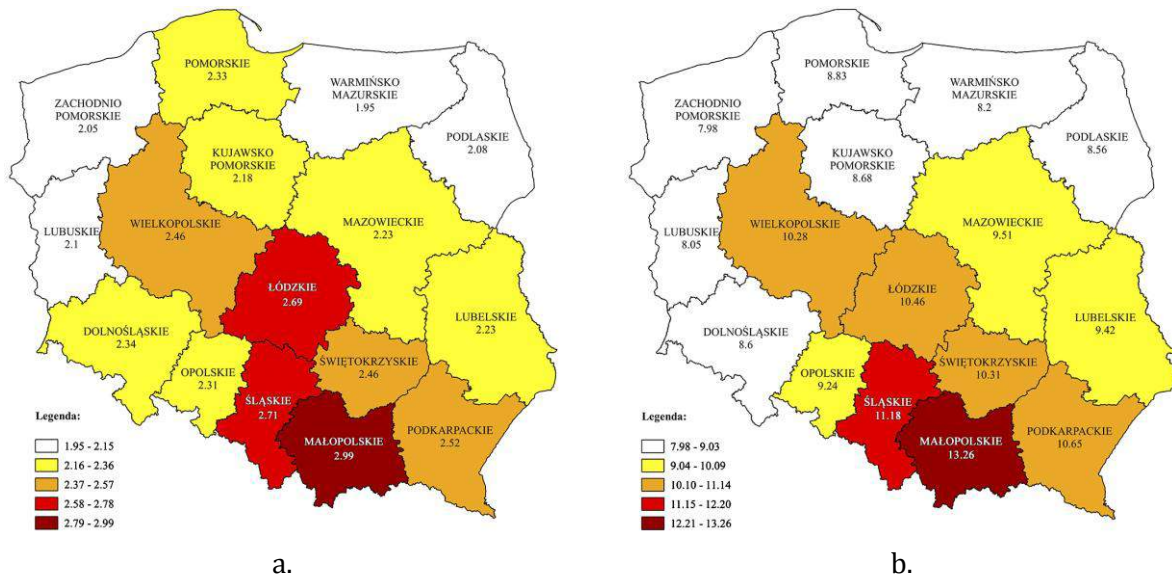 POMORSKIE
2.33
WARMIŃSKO
MAZURSKIE
1.95
ZACHODNIO
POMORSKIE
2.05
PODLASKIE
2.08
KUJAWSKO
POMORSKIE
2.18
MAZOWIECKIE
2.23
WIELKOPOLSKIE
2.46
LUBUSKIE
2.1
ŁÓDZKIE
2.69
LUBELSKIE
2.23
DOLNOŚLĄSKIE
2.34
ŚWIĘTOKRZYSKIE
2.46
OPOLSKIE
2.31
ŚLĄSKIE
2.71
PODKARPACKIE
2.52
MAŁOPOLSKIE
2.99
Legenda:
1.95 - 2.15
2.16 - 2.36
2.37 - 2.57
2.58 - 2.78
2.79 - 2.99
a.
POMORSKIE
8.83
WARMIŃSKO
MAZURSKIE
8.2
ZACHODNIO
POMORSKIE
7.98
PODLASKIE
8.56
KUJAWSKO
POMORSKIE
8.68
MAZOWIECKIE
9.51
WIELKOPOLSKIE
10.28
LUBUSKIE
8.05
ŁÓDZKIE
10.46
LUBELSKIE
9.42
DOLNOŚLĄSKIE
8.6
ŚWIĘTOKRZYSKIE
10.31
OPOLSKIE
9.24
ŚLĄSKIE
11.18
PODKARPACKIE
10.65
MAŁOPOLSKIE
13.26
Legenda:
7.98 - 9.03
9.04 - 10.09
10.10 - 11.14
11.15 - 12.20
12.21 - 13.26
b.